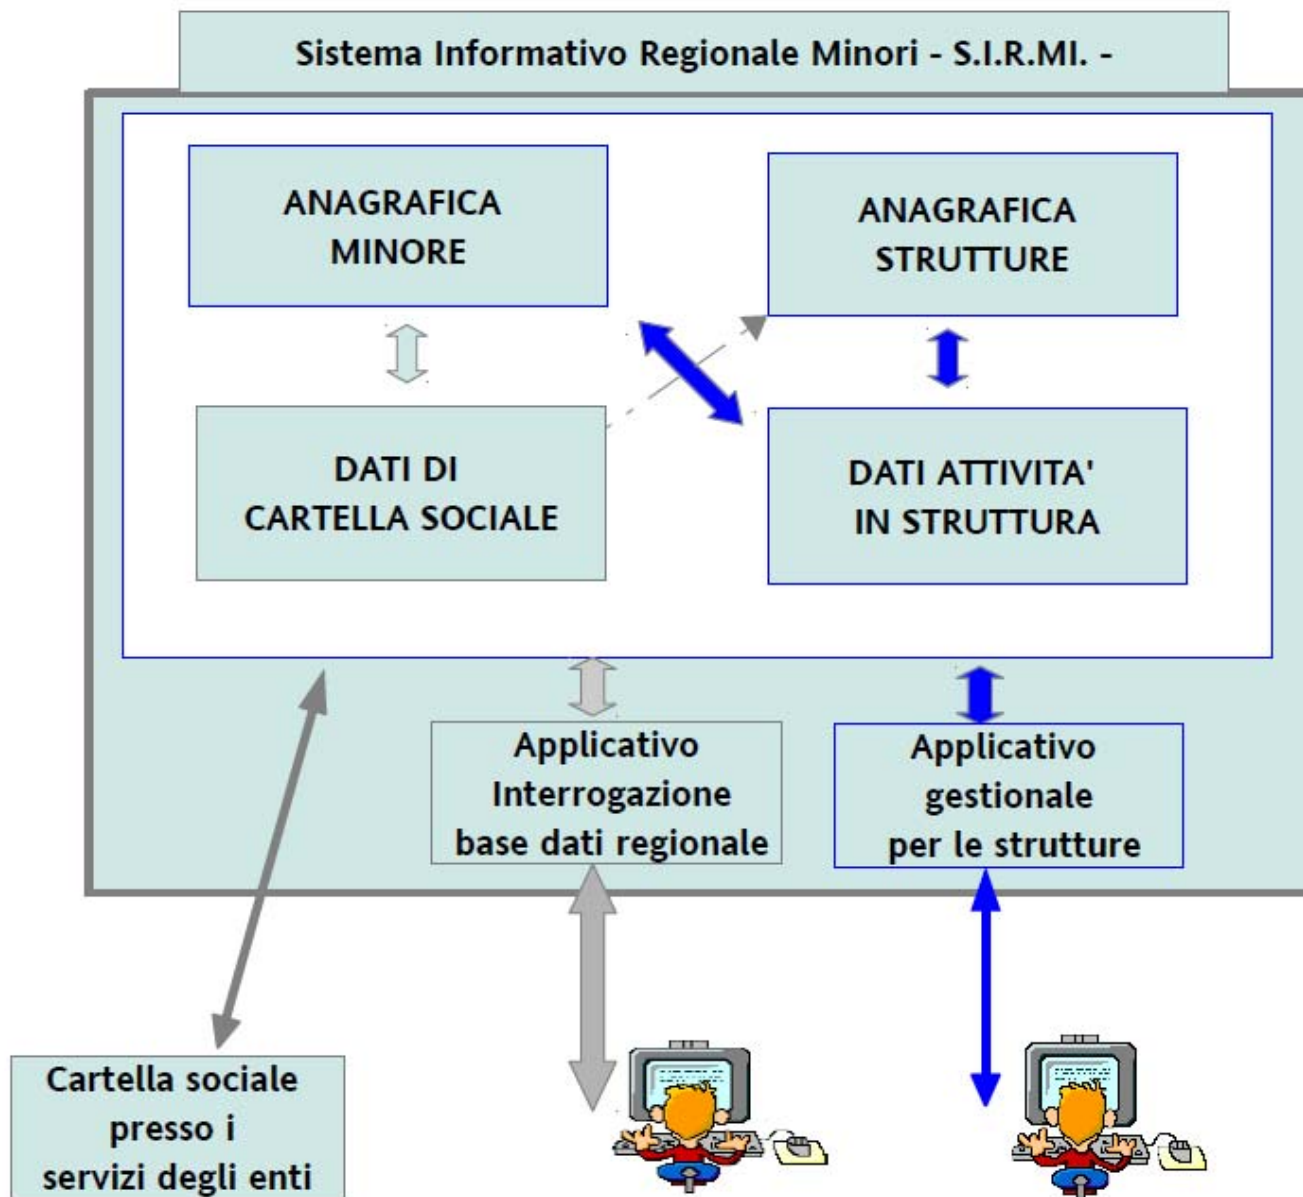 Sistema Informativo Regionale Minori - S.I.R.MI. -
ANAGRAFICA
MINORE
ANAGRAFICA
STRUTTURE
DATI DI
CARTELLA SOCIALE
DATI ATTIVITA'
IN STRUTTURA
Applicativo
Interrogazione
base dati regionale
Applicativo
gestionale
per le strutture
Cartella sociale
presso i
servizi degli enti